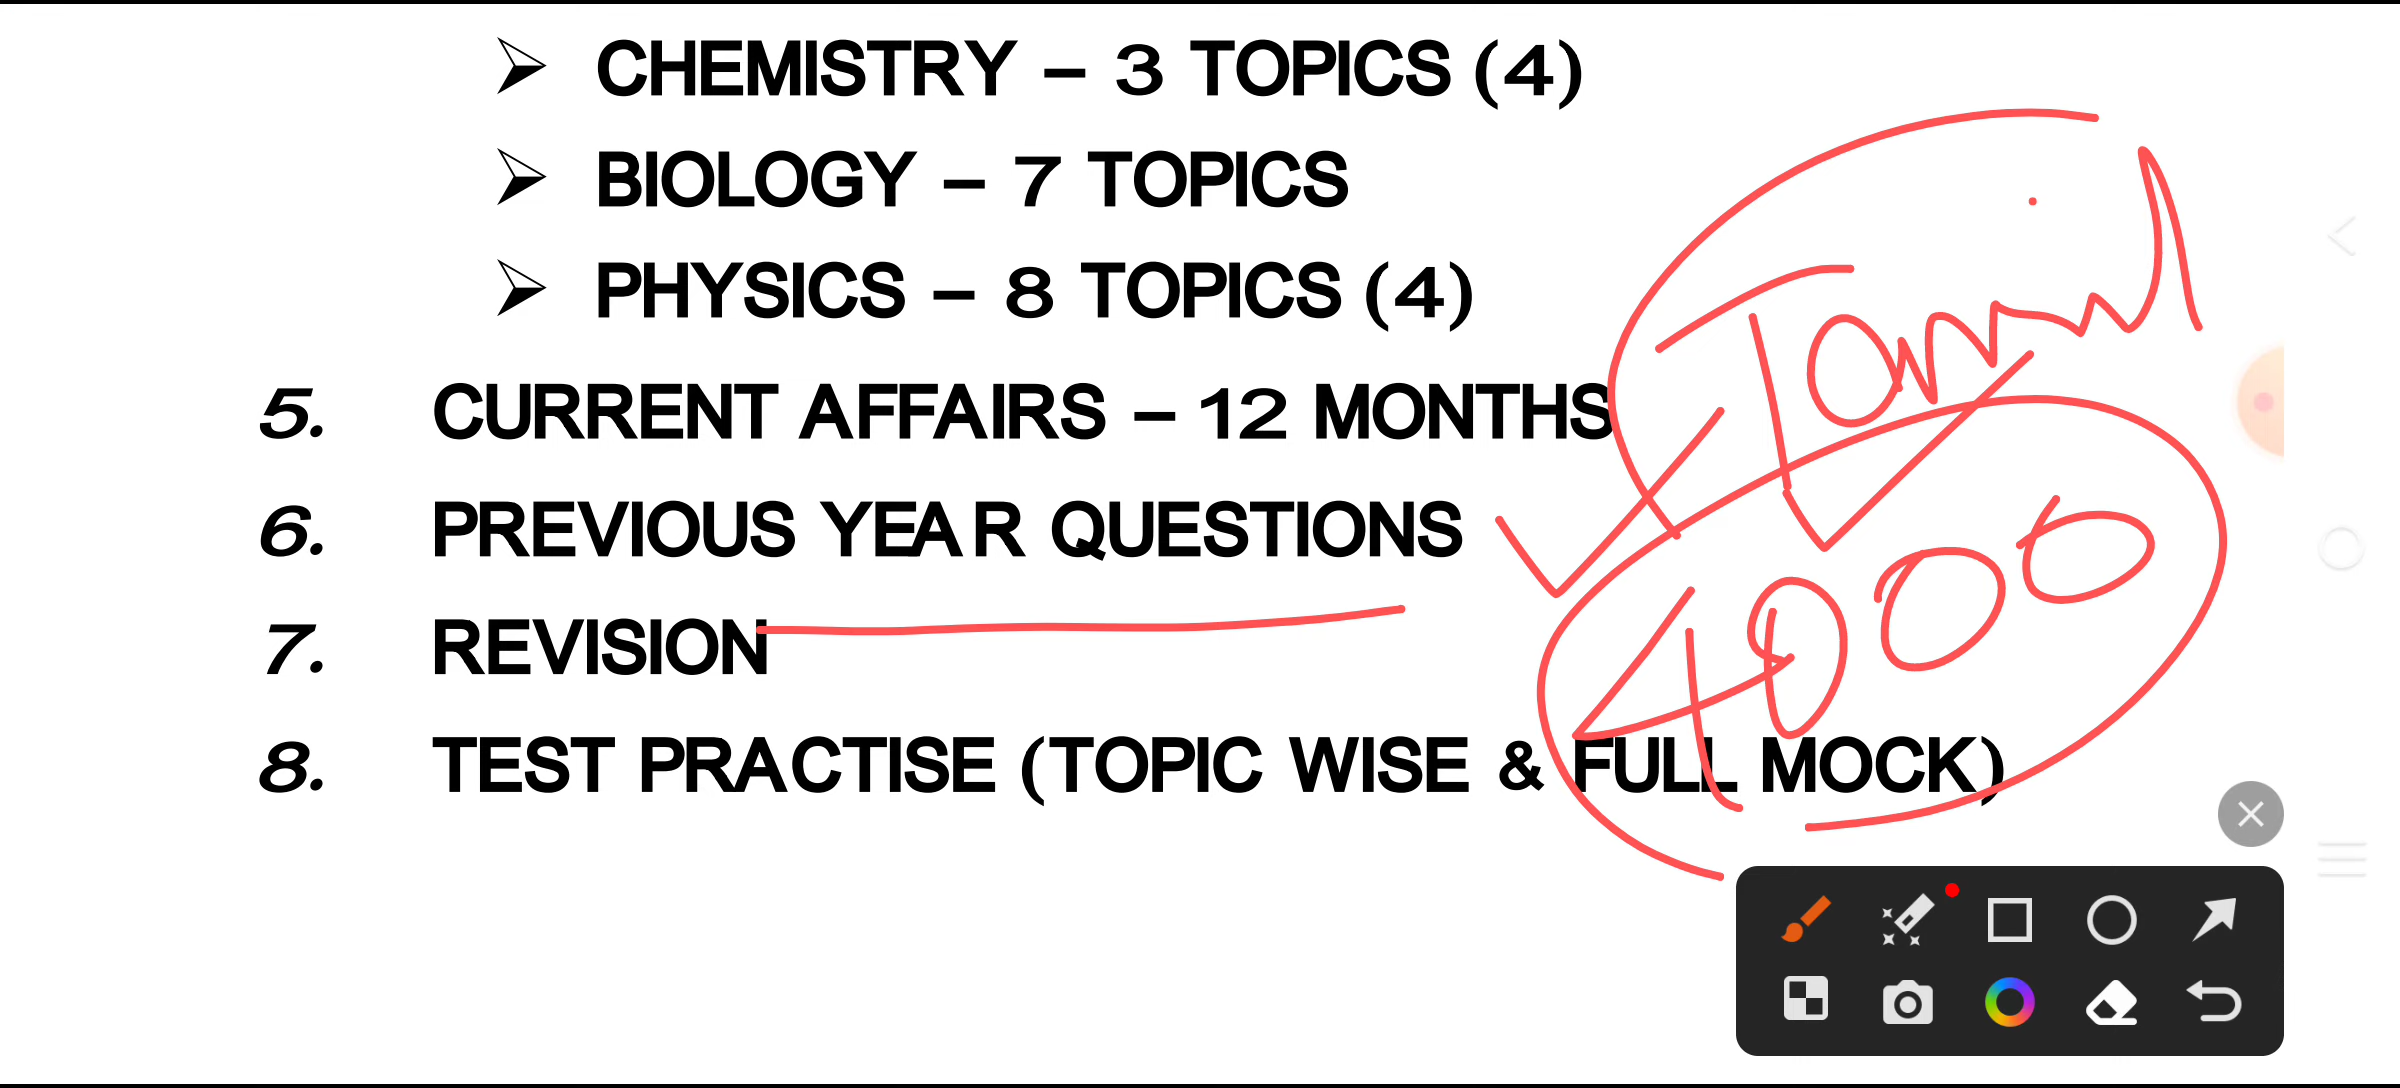 ➢ CHEMISTRY – 3 TOPICS (4)
➢ BIOLOGY – 7 TOPICS
➢ PHYSICS – 8 TOPICS (4)
5. CURRENT AFFAIRS – 12 MONTHS
Tamil
6. PREVIOUS YEAR QUESTIONS
4000
7. REVISION
8. TEST PRACTISE (TOPIC WISE & FULL MOCK)